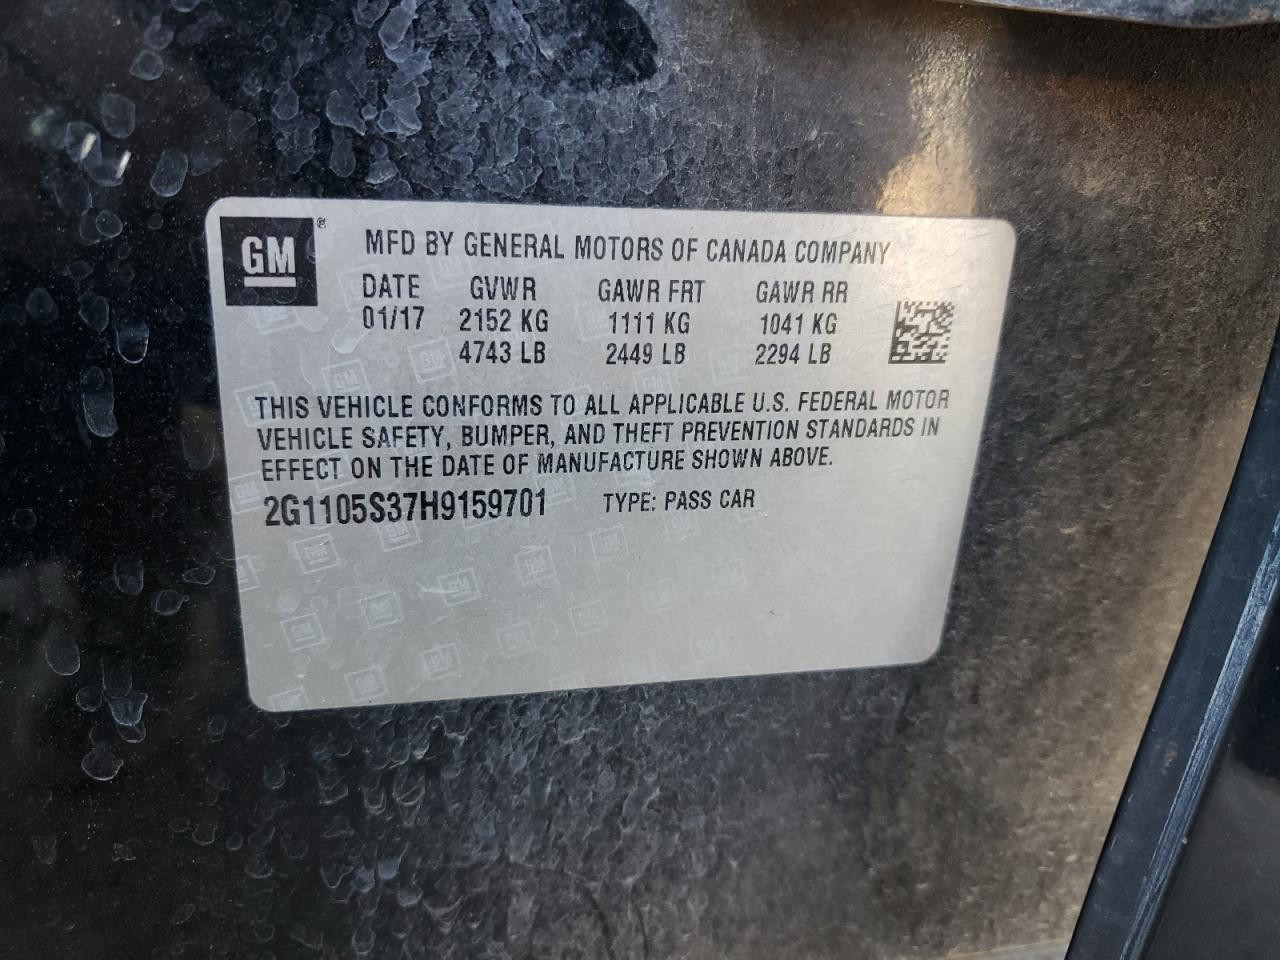 GM®
MFD BY GENERAL MOTORS OF CANADA COMPANY
DATE GVWR GAWR FRT GAWR RR
01/17 2152 KG 1111 KG 1041 KG
4743 LB 2449 LB 2294 LB
THIS VEHICLE CONFORMS TO ALL APPLICABLE U.S. FEDERAL MOTOR
VEHICLE SAFETY, BUMPER, AND THEFT PREVENTION STANDARDS IN
EFFECT ON THE DATE OF MANUFACTURE SHOWN ABOVE.
2G1105S37H9159701 TYPE: PASS CAR